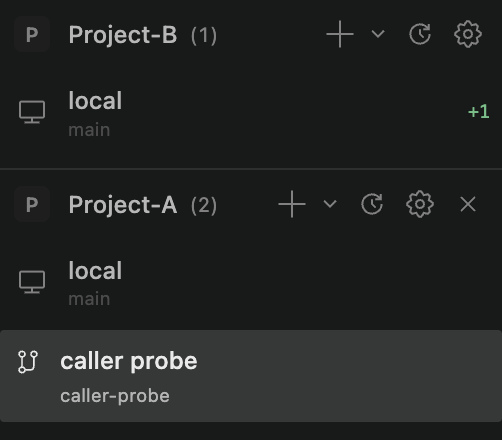 P Project-B (1)
local
main
+1
P Project-A (2)
local
main
caller probe
caller-probe